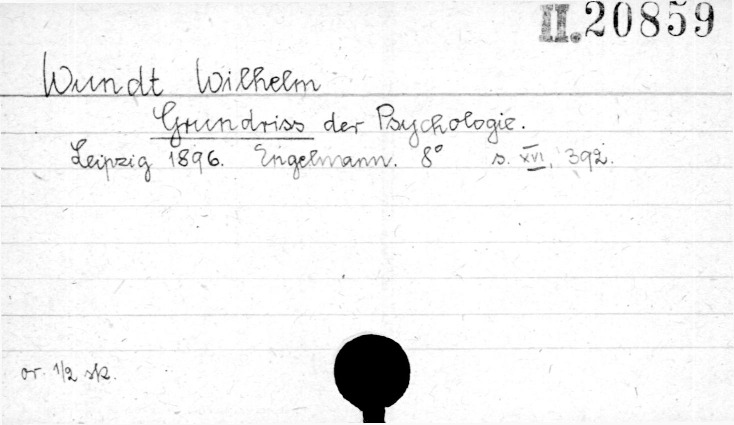 II.20859
Wundt Wilhelm
Grundriss der Psychologie.
Leipzig 1896. Engelmann. 8° s. XVI, 392.
or. 1/2 sk.